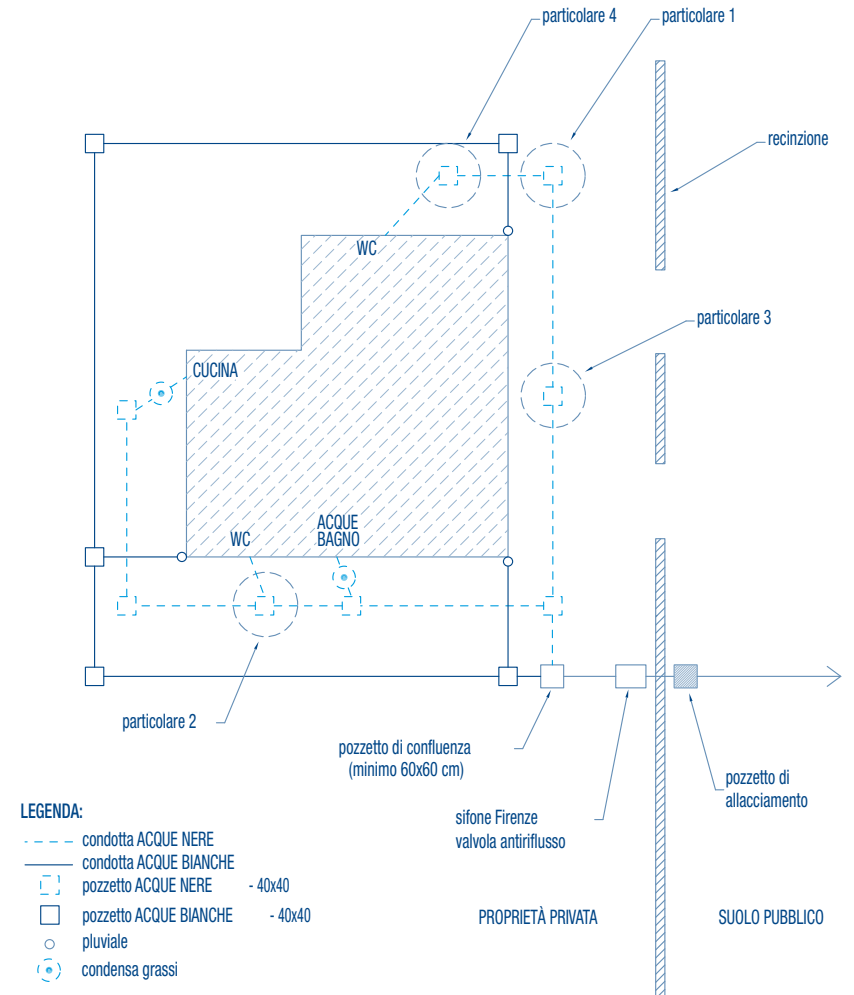 particolare 4
particolare 1
recinzione
WC
particolare 3
CUCINA
WC
ACQUE
BAGNO
particolare 2
pozzetto di confluenza
(minimo 60x60 cm)
pozzetto di
allacciamento
sifone Firenze
valvola antiriflusso
LEGENDA:
condotta ACQUE NERE
condotta ACQUE BIANCHE
pozzetto ACQUE NERE - 40x40
pozzetto ACQUE BIANCHE - 40x40
pluviale
condensa grassi
PROPRIETÀ PRIVATA
SUOLO PUBBLICO